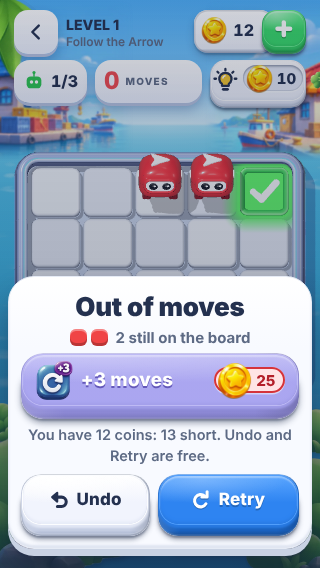 LEVEL 1
Follow the Arrow
12
1/3
0 MOVES
10
Out of moves
2 still on the board
+3
+3 moves
25
You have 12 coins: 13 short. Undo and
Retry are free.
Undo
Retry